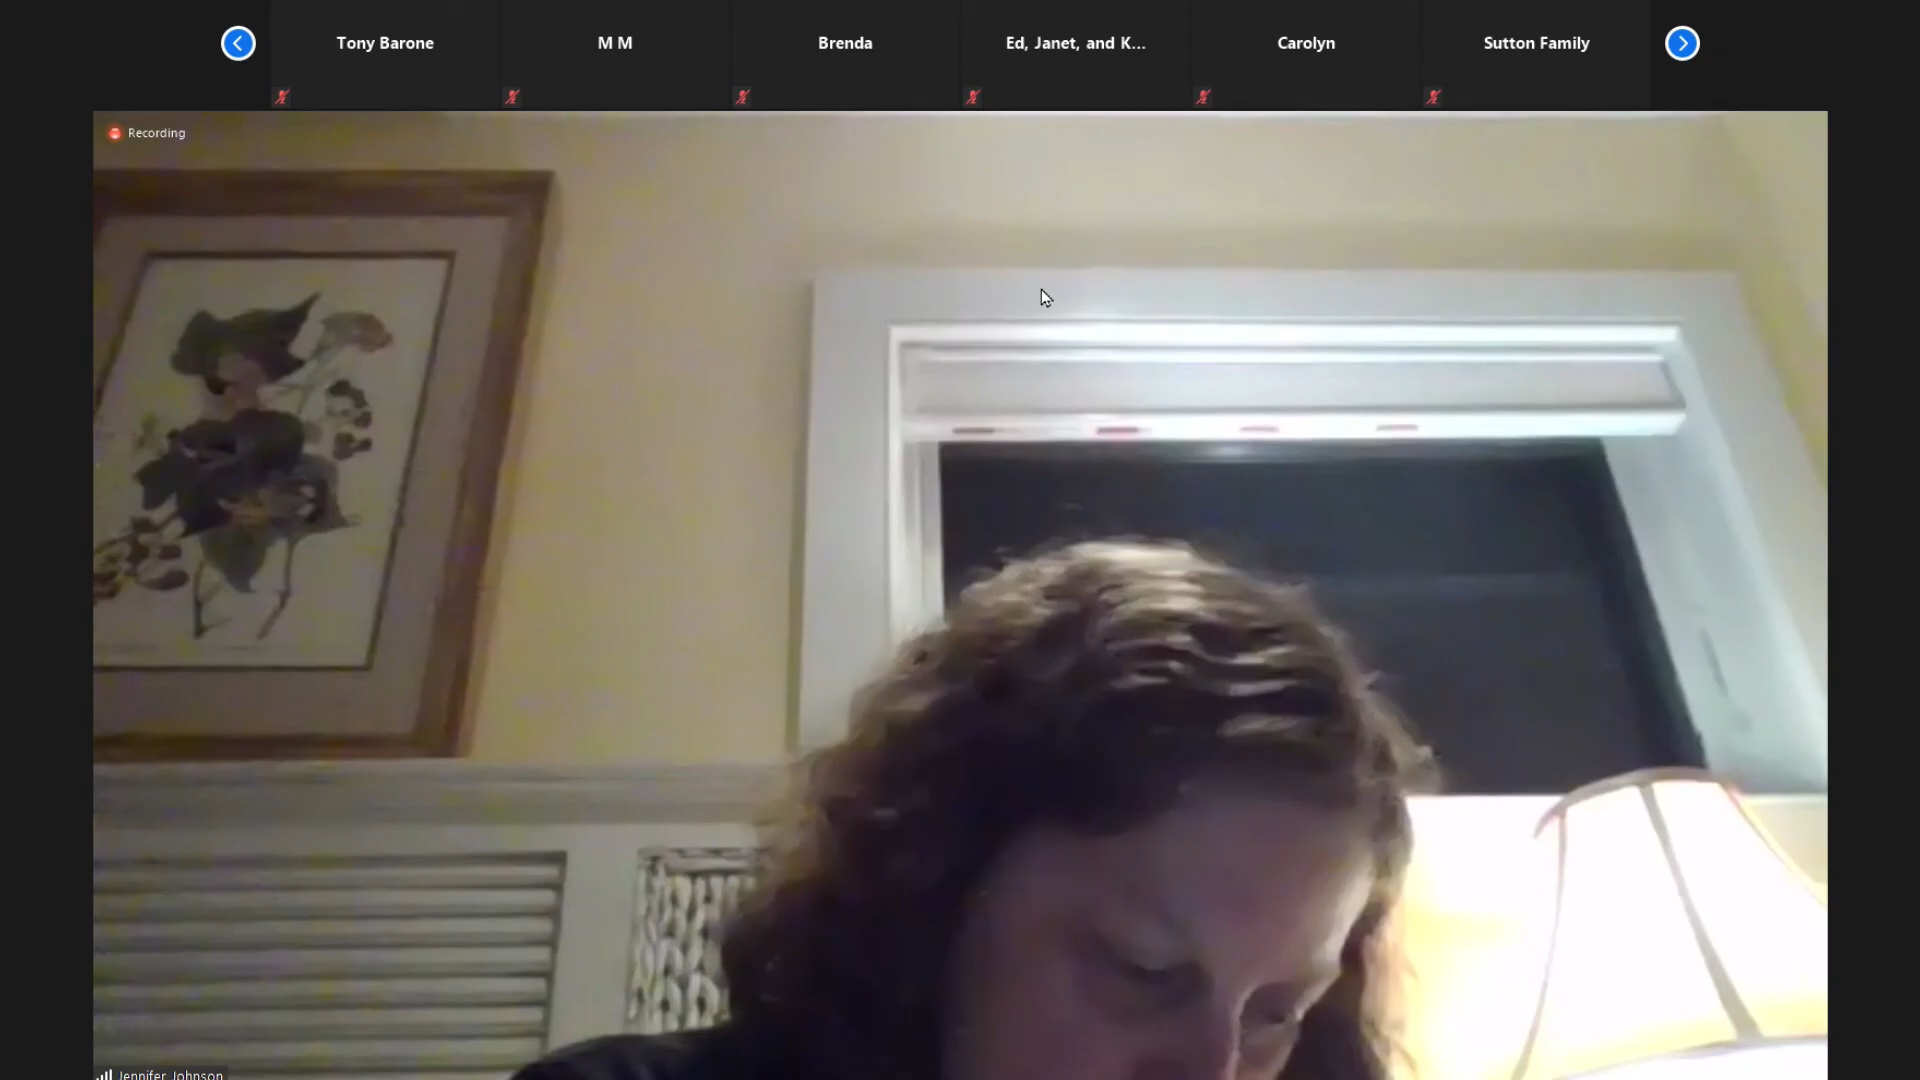 Tony Barone
M M
Brenda
Ed, Janet, and K...
Carolyn
Sutton Family
Recording
Jennifer Johnson